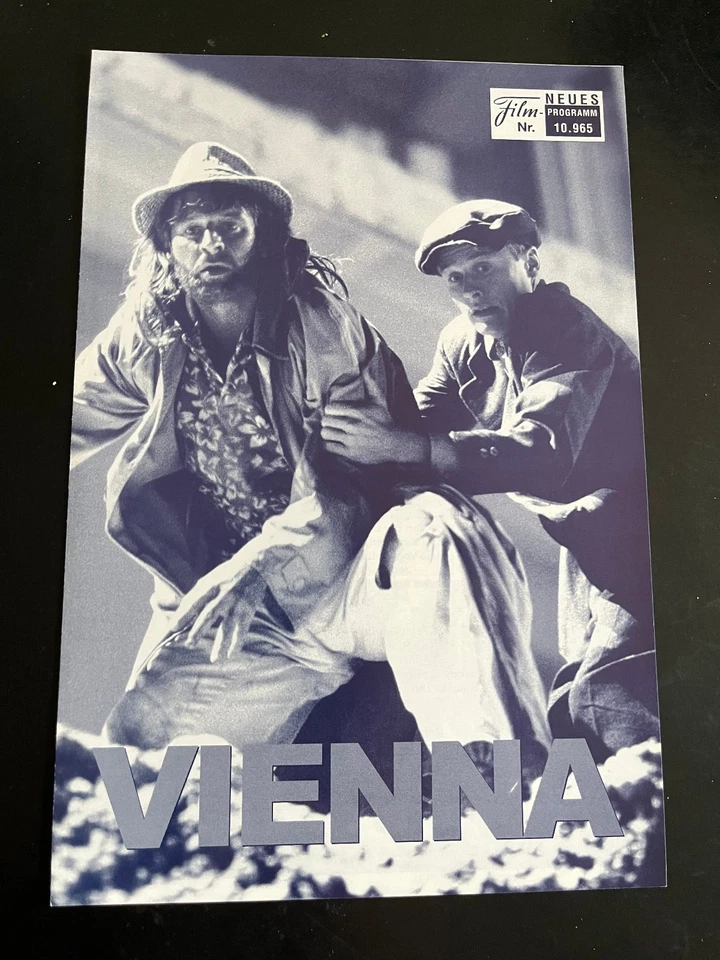 NEUES
Film-
PROGRAMM
Nr.
10.965
VIENNA